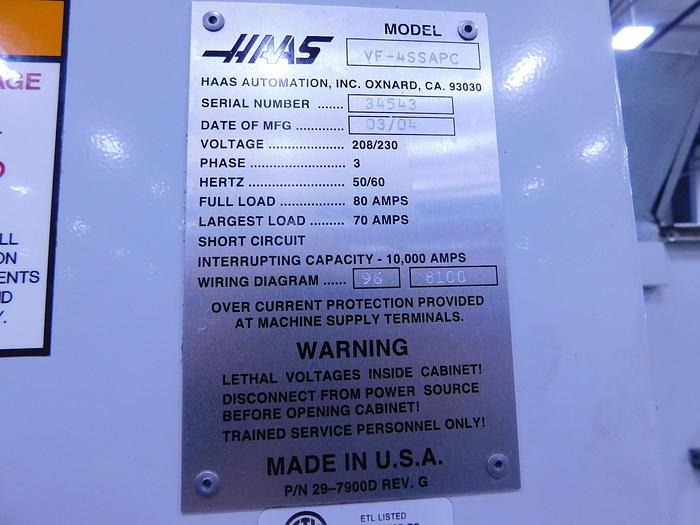 MODEL
HAAS VF-4SSAPC
HAAS AUTOMATION, INC. OXNARD, CA. 93030
SERIAL NUMBER ....... 34543
DATE OF MFG ............. 03/04
VOLTAGE ...................... 208/230
PHASE ........................... 3
HERTZ ........................... 50/60
FULL LOAD ................... 80 AMPS
LARGEST LOAD .......... 70 AMPS
SHORT CIRCUIT
INTERRUPTING CAPACITY - 10,000 AMPS
WIRING DIAGRAM ...... 96 8100
OVER CURRENT PROTECTION PROVIDED
AT MACHINE SUPPLY TERMINALS.
WARNING
LETHAL VOLTAGES INSIDE CABINET!
DISCONNECT FROM POWER SOURCE
BEFORE OPENING CABINET!
TRAINED SERVICE PERSONNEL ONLY!
MADE IN U.S.A.
P/N 29-7900D REV. G
ETL LISTED